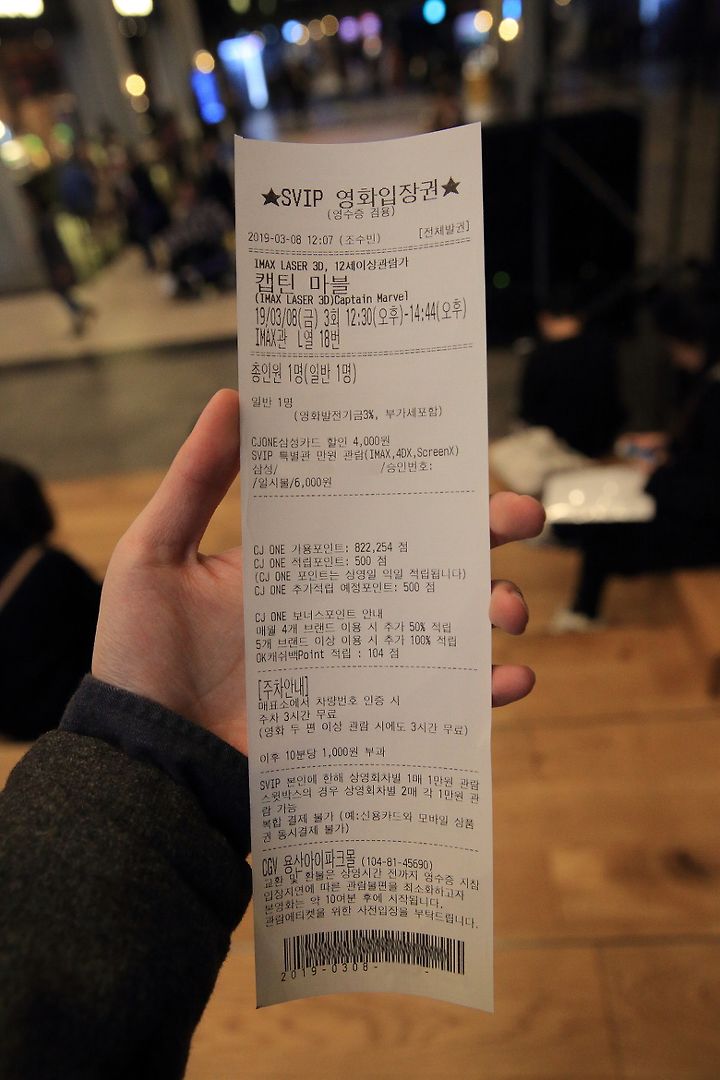 ★SVIP 영화입장권★
(영수증 겸용)
2019-03-08 12:07 (조수빈) [전체발권]
IMAX LASER 3D, 12세이상관람가
캡틴 마블
(IMAX LASER 3D)Captain Marvel
19/03/08(금) 3회 12:30(오후)-14:44(오후)
IMAX관 L열 18번
총인원 1명(일반 1명)
일반 1명
(영화발전기금3%, 부가세포함)
CJONE삼성카드 할인 4,000원
SVIP 특별관 만원 관람(IMAX,4DX,ScreenX)
삼성/ /승인번호:
/일시불/6,000원
CJ ONE 가용포인트: 822,254 점
CJ ONE 적립포인트: 500 점
(CJ ONE 포인트는 상영일 익일 적립됩니다)
CJ ONE 추가적립 예정포인트: 500 점
CJ ONE 보너스포인트 안내
매월 4개 브랜드 이용 시 추가 50% 적립
5개 브랜드 이상 이용 시 추가 100% 적립
OK캐쉬백Point 적립 : 104 점
[주차안내]
매표소에서 차량번호 인증 시
주차 3시간 무료
(영화 두 편 이상 관람 시에도 3시간 무료)
이후 10분당 1,000원 부과
SVIP 본인에 한해 상영회차별 1매 1만원 관람
스윗박스의 경우 상영회차별 2매 각 1만원 관
람 가능
복합 결제 불가 (예:신용카드와 모바일 상품
권 동시결제 불가)
CGV 용산아이파크몰 (104-81-45690)
교환 및 환불은 상영시간 전까지 영수증 지참
입장지연에 따른 관람불편을 최소화하고자
본영화는 약 10여분 후에 시작됩니다.
관람에티켓을 위한 사전입장을 부탁드립니다.
2019-0308- -